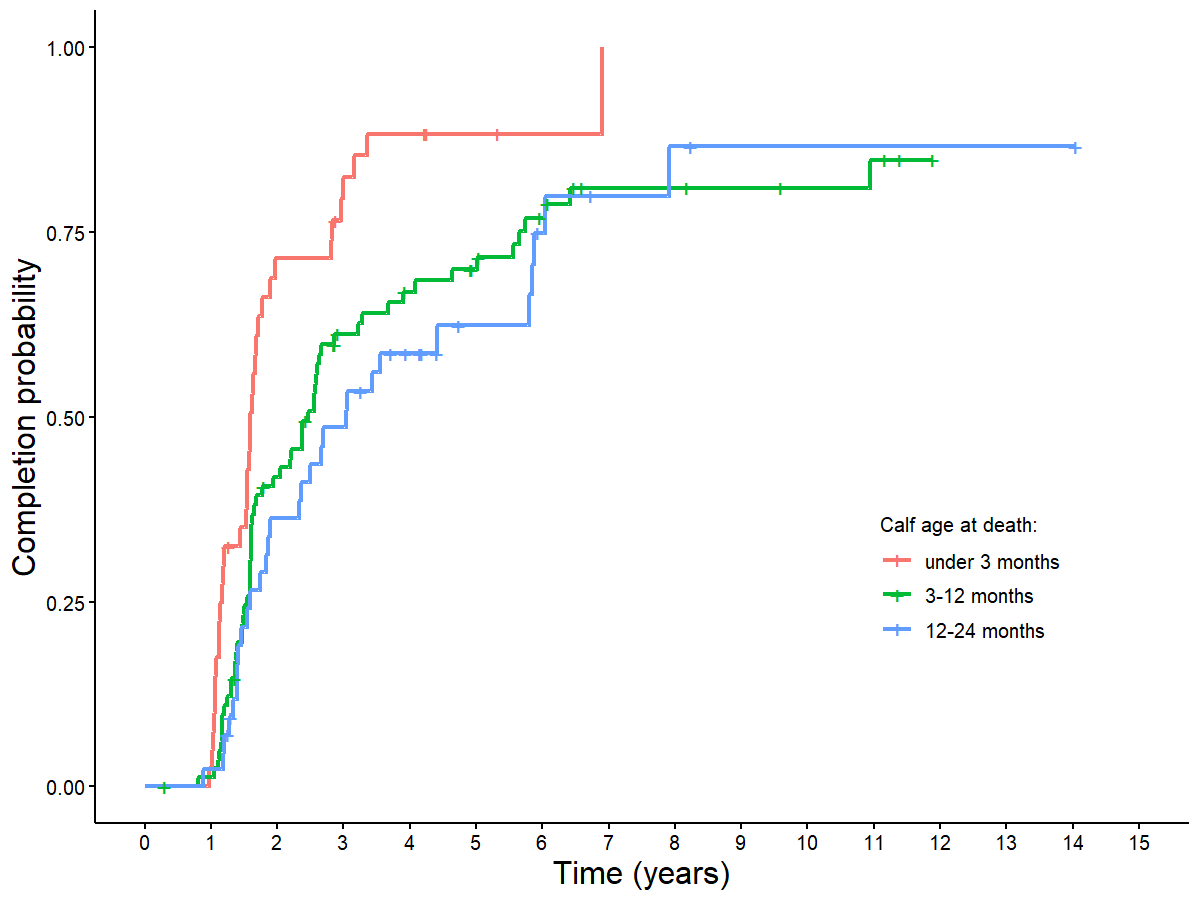 Completion probability
1.00
0.75
0.50
0.25
0.00
Calf age at death:
under 3 months
3-12 months
12-24 months
0 1 2 3 4 5 6 7 8 9 10 11 12 13 14 15
Time (years)